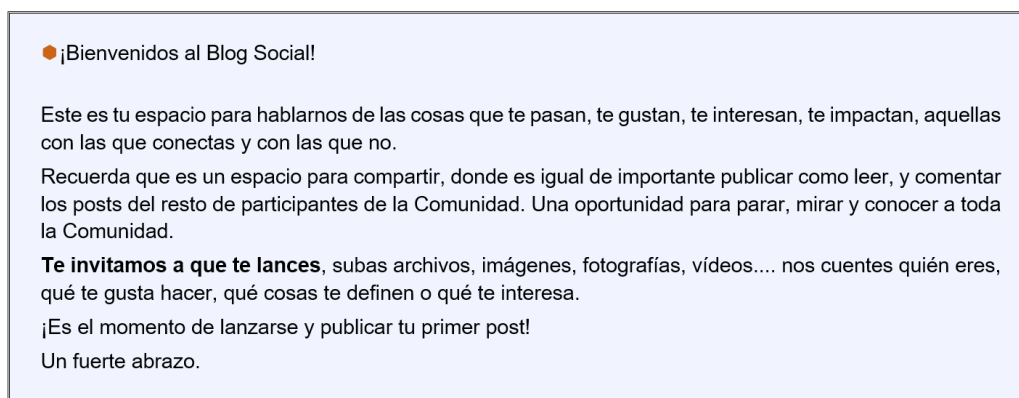 ¡Bienvenidos al Blog Social!
Este es tu espacio para hablarnos de las cosas que te pasan, te gustan, te interesan, te impactan, aquellas
con las que conectas y con las que no.
Recuerda que es un espacio para compartir, donde es igual de importante publicar como leer, y comentar
los posts del resto de participantes de la Comunidad. Una oportunidad para parar, mirar y conocer a toda
la Comunidad.
Te invitamos a que te lances, subas archivos, imágenes, fotografías, vídeos.... nos cuentes quién eres,
qué te gusta hacer, qué cosas te definen o qué te interesa.
¡Es el momento de lanzarse y publicar tu primer post!
Un fuerte abrazo.